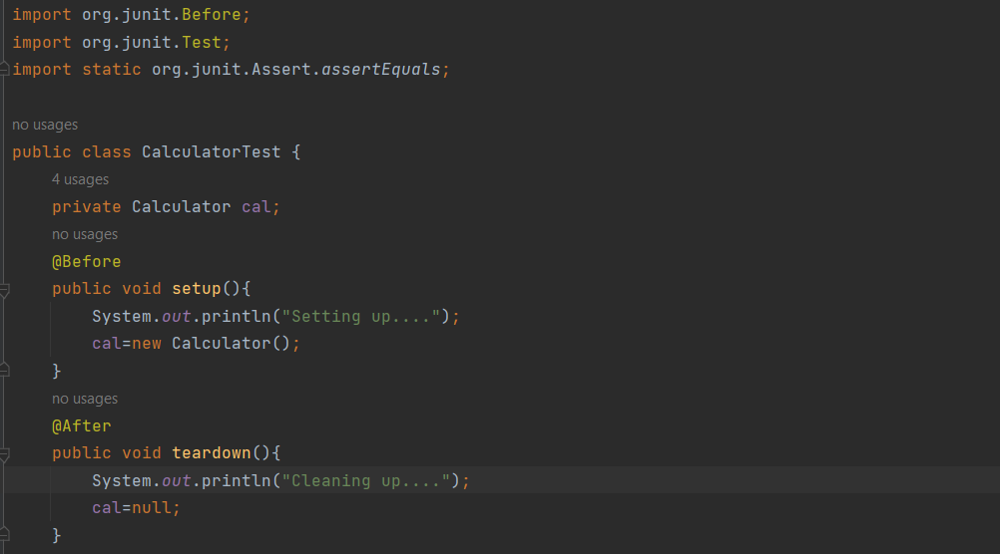 import org.junit.Before;
import org.junit.Test;
import static org.junit.Assert.assertEquals;
no usages
public class CalculatorTest {
4 usages
private Calculator cal;
no usages
@Before
public void setup(){
System.out.println("Setting up....");
cal=new Calculator();
}
no usages
@After
public void teardown(){
System.out.println("Cleaning up....");
cal=null;
}